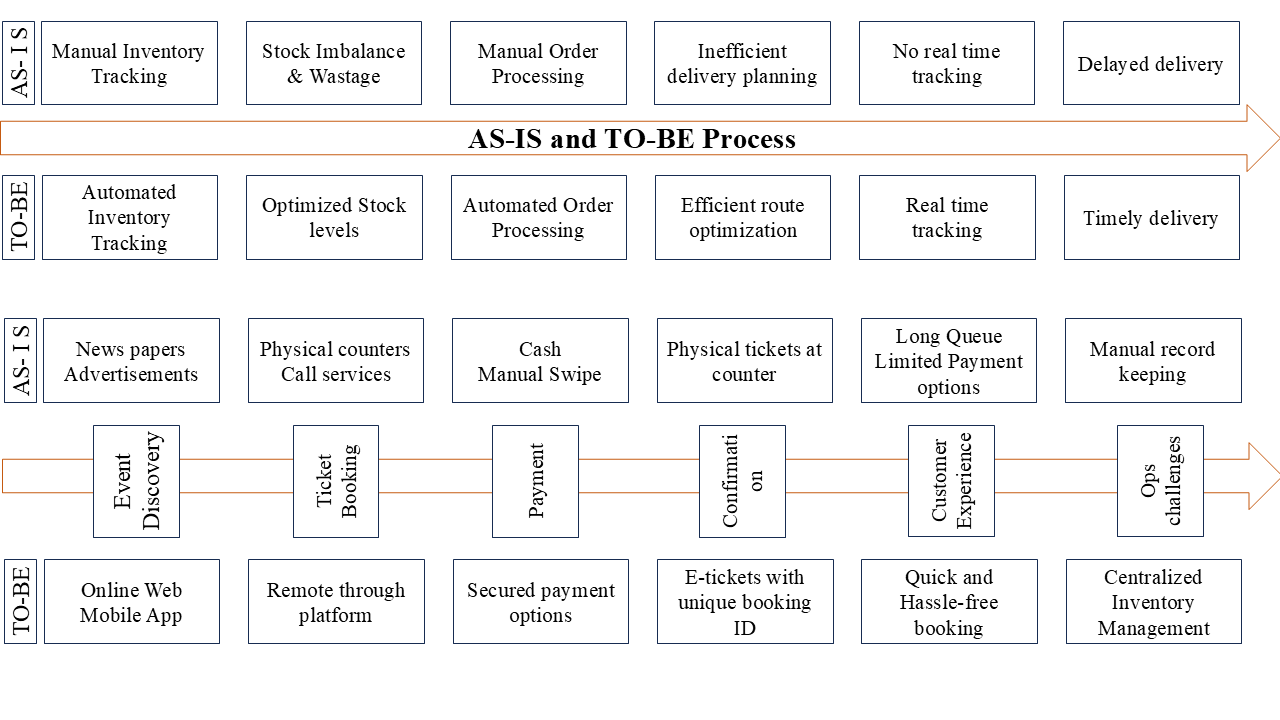 AS- I S
Manual Inventory
Tracking
Stock Imbalance
& Wastage
Manual Order
Processing
Inefficient
delivery planning
No real time
tracking
Delayed delivery
AS-IS and TO-BE Process
TO-BE
Automated
Inventory
Tracking
Optimized Stock
levels
Automated Order
Processing
Efficient route
optimization
Real time
tracking
Timely delivery
AS- I S
News papers
Advertisements
Physical counters
Call services
Cash
Manual Swipe
Physical tickets at
counter
Long Queue
Limited Payment
options
Manual record
keeping
Event
Discovery
Ticket
Booking
Payment
Confirmati
on
Customer
Experience
Ops
challenges
TO-BE
Online Web
Mobile App
Remote through
platform
Secured payment
options
E-tickets with
unique booking
ID
Quick and
Hassle-free
booking
Centralized
Inventory
Management